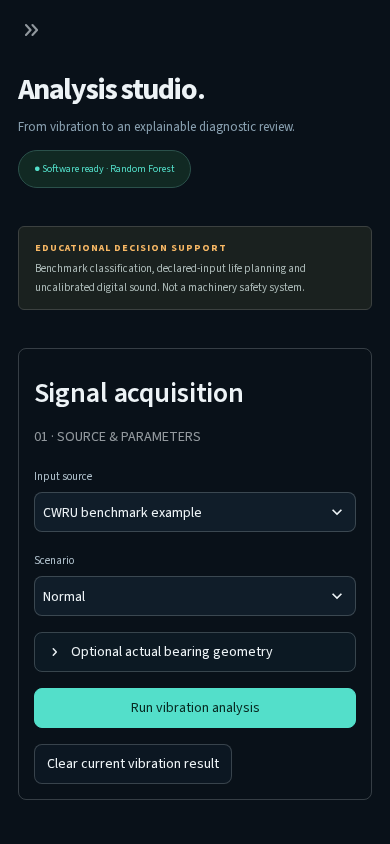 Analysis studio.
From vibration to an explainable diagnostic review.
Software ready · Random Forest
EDUCATIONAL DECISION SUPPORT
Benchmark classification, declared-input life planning and
uncalibrated digital sound. Not a machinery safety system.
Signal acquisition
01 · SOURCE & PARAMETERS
Input source
CWRU benchmark example
Scenario
Normal
Optional actual bearing geometry
Run vibration analysis
Clear current vibration result